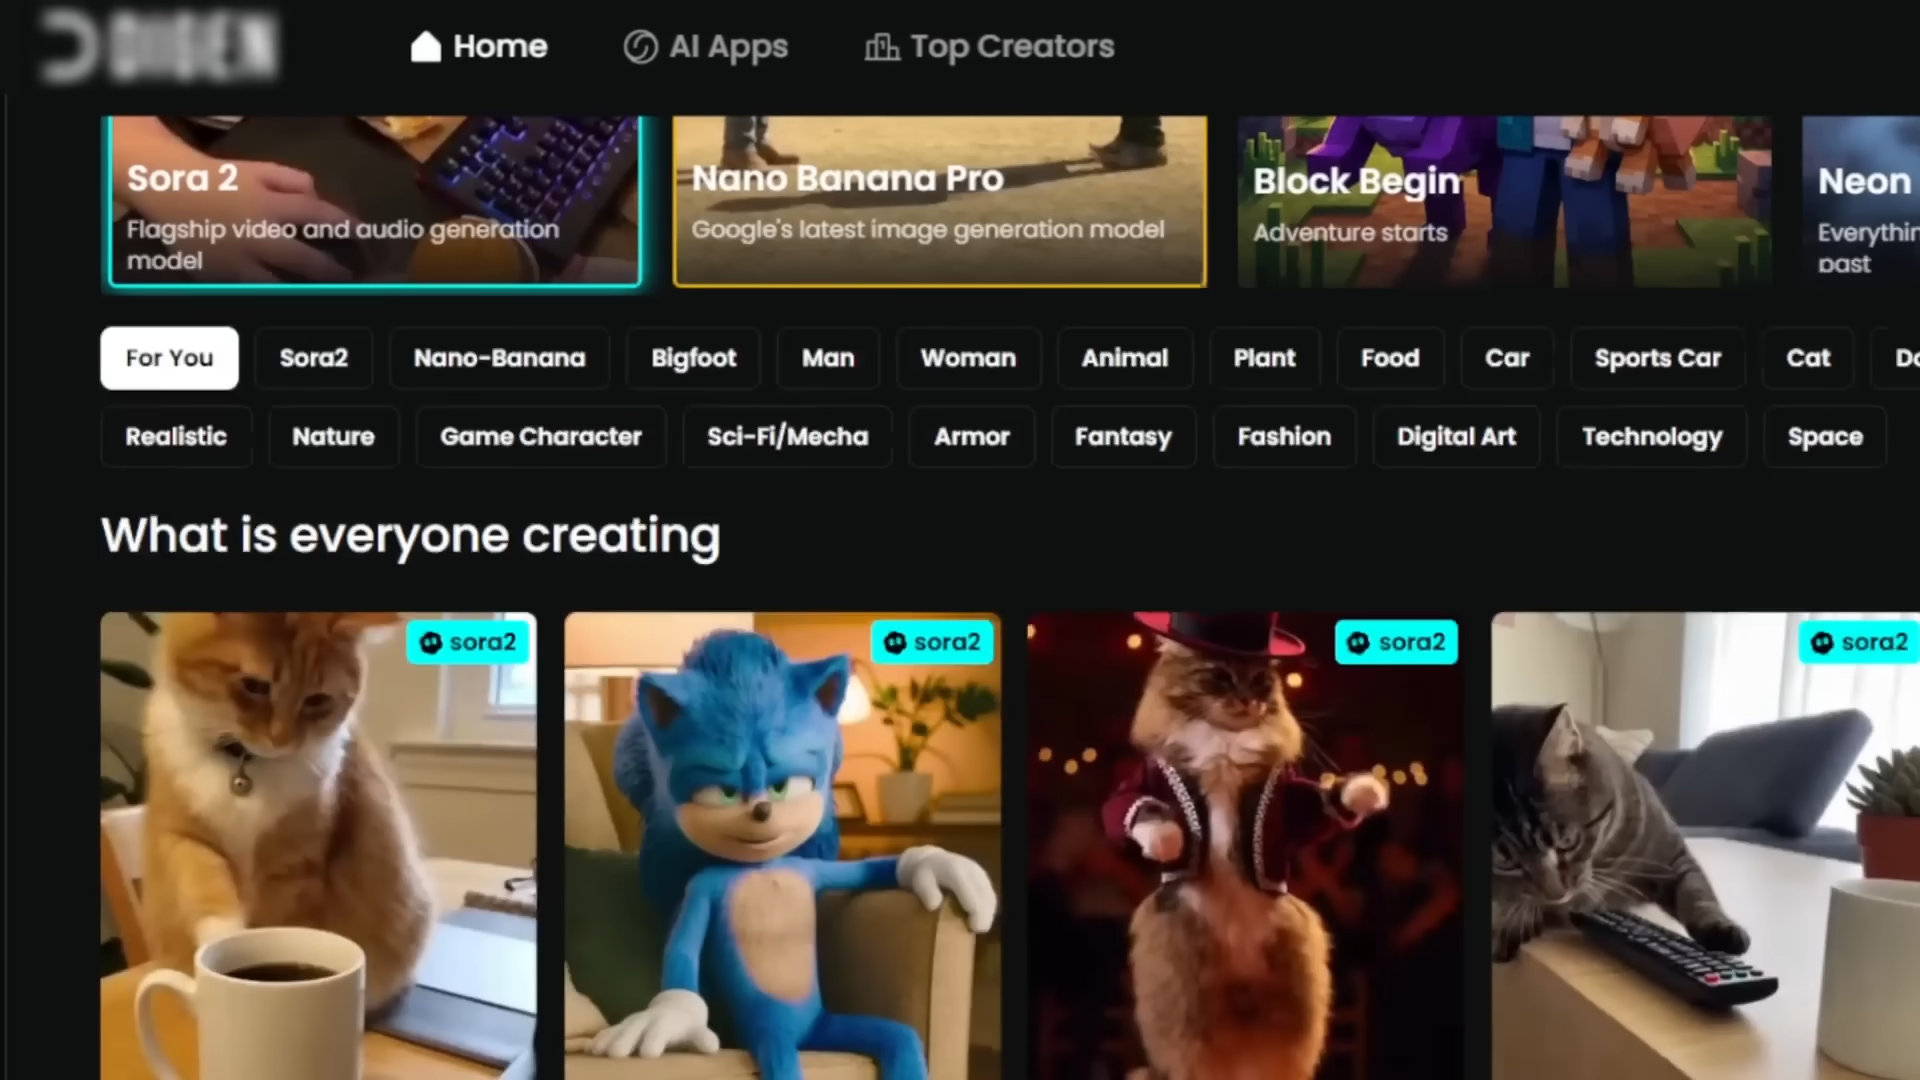 Home
AI Apps
Top Creators
Sora 2
Flagship video and audio generation
model
Nano Banana Pro
Google's latest image generation model
Block Begin
Adventure starts
Neon
past
For You
Sora2
Nano-Banana
Bigfoot
Man
Woman
Animal
Plant
Food
Car
Sports Car
Cat
Realistic
Nature
Game Character
Sci-Fi/Mecha
Armor
Fantasy
Fashion
Digital Art
Technology
Space
What is everyone creating
sora2
sora2
sora2
sora2